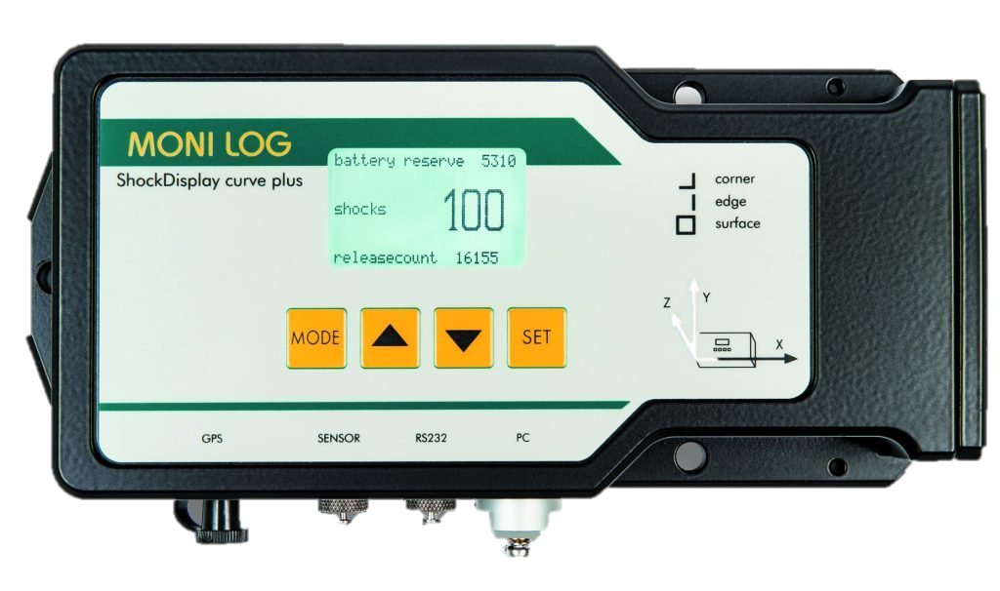 MONI LOG
ShockDisplay curve plus
battery reserve 5310
shocks 100
releasecount 16155
corner
edge
surface
Z
Y
X
MODE
SET
GPS
SENSOR
RS232
PC